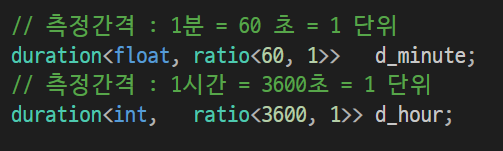 // 측정간격 : 1분 = 60 초 = 1 단위
duration<float, ratio<60, 1>>   d_minute;
// 측정간격 : 1시간 = 3600초 = 1 단위
duration<int,   ratio<3600, 1>> d_hour;